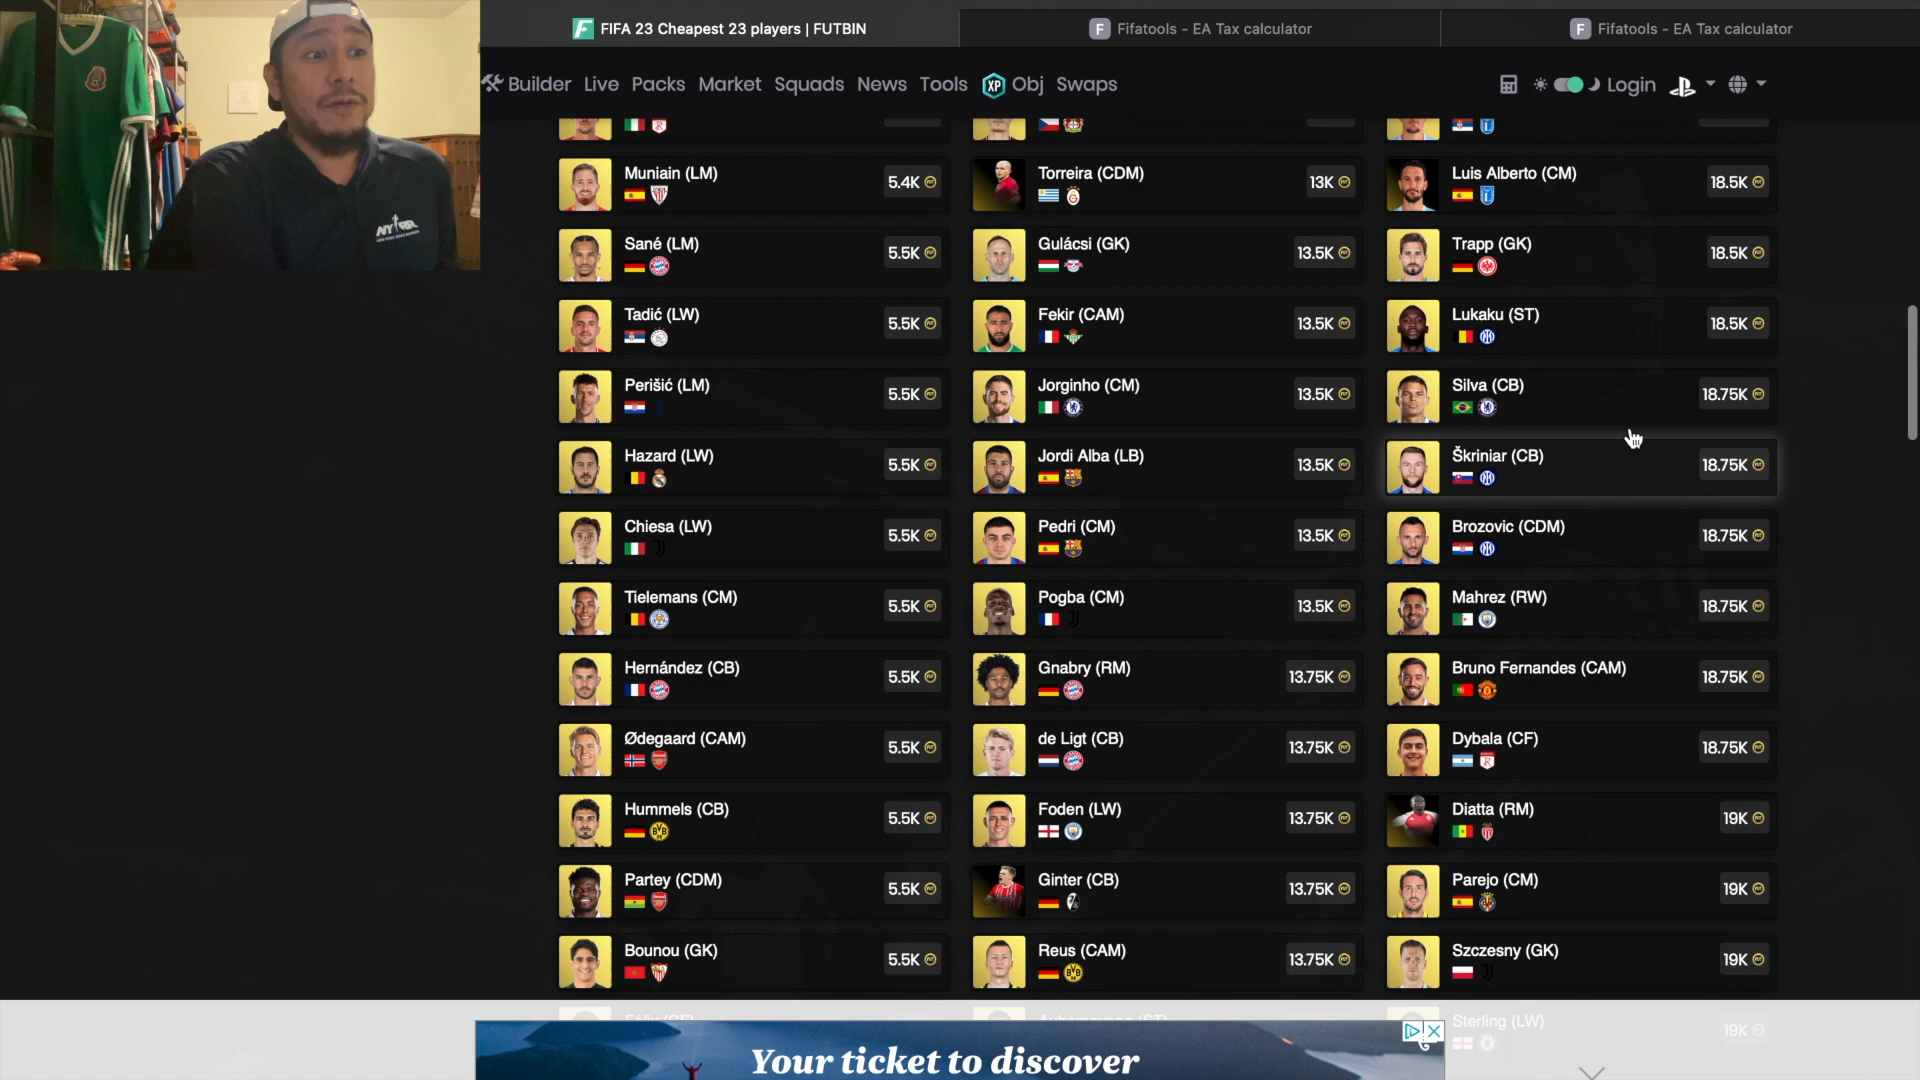 FIFA 23 Cheapest 23 players | FUTBIN
F Fifatools - EA Tax calculator
F Fifatools - EA Tax calculator
Builder Live Packs Market Squads News Tools XP Obj Swaps
Login
Muniain (LM)
5.4K
Torreira (CDM)
13K
Luis Alberto (CM)
18.5K
Sané (LM)
5.5K
Gulácsi (GK)
13.5K
Trapp (GK)
18.5K
Tadić (LW)
5.5K
Fekir (CAM)
13.5K
Lukaku (ST)
18.5K
Perišić (LM)
5.5K
Jorginho (CM)
13.5K
Silva (CB)
18.75K
Hazard (LW)
5.5K
Jordi Alba (LB)
13.5K
Škriniar (CB)
18.75K
Chiesa (LW)
5.5K
Pedri (CM)
13.5K
Brozovic (CDM)
18.75K
Tielemans (CM)
5.5K
Pogba (CM)
13.5K
Mahrez (RW)
18.75K
Hernández (CB)
5.5K
Gnabry (RM)
13.75K
Bruno Fernandes (CAM)
18.75K
Ødegaard (CAM)
5.5K
de Ligt (CB)
13.75K
Dybala (CF)
18.75K
Hummels (CB)
5.5K
Foden (LW)
13.75K
Diatta (RM)
19K
Partey (CDM)
5.5K
Ginter (CB)
13.75K
Parejo (CM)
19K
Bounou (GK)
5.5K
Reus (CAM)
13.75K
Szczesny (GK)
19K
Sterling (LW)
19K
Your ticket to discover